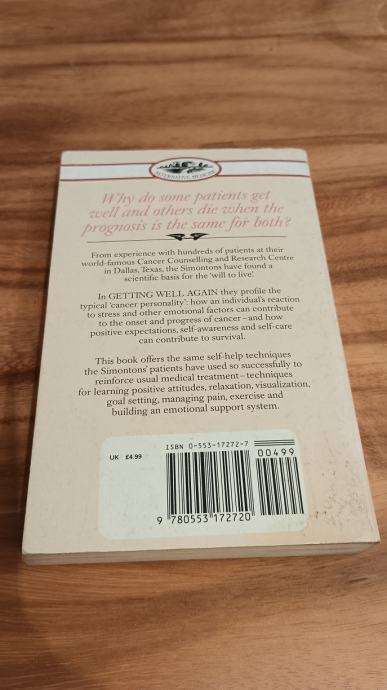 ALTERNATIVE MEDICINE
Why do some patients get
well and others die when the
prognosis is the same for both?
From experience with hundreds of patients at their
world-famous Cancer Counselling and Research Centre
in Dallas, Texas, the Simontons have found a
scientific basis for the 'will to live'.
In GETTING WELL AGAIN they profile the
typical 'cancer personality': how an individual's reaction
to stress and other emotional factors can contribute
to the onset and progress of cancer – and how
positive expectations, self-awareness and self-care
can contribute to survival.
This book offers the same self-help techniques
the Simontons' patients have used so successfully to
reinforce usual medical treatment – techniques
for learning positive attitudes, relaxation, visualization,
goal setting, managing pain, exercise and
building an emotional support system.
ISBN 0-553-17272-7
UK £4.99
00499
9 780553 172720